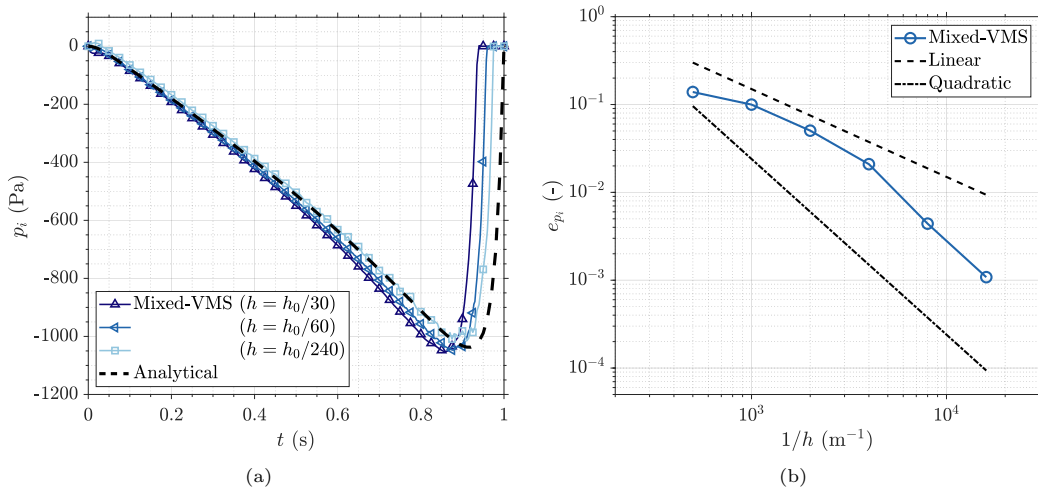 0
-200
-400
-600
-800
-1000
-1200
p_i (Pa)
0
0.2
0.4
0.6
0.8
1
t (s)
Mixed-VMS (h = h_0/30)
(h = h_0/60)
(h = h_0/240)
Analytical
(a)
10^0
10^{-1}
10^{-2}
10^{-3}
10^{-4}
e_{p_i} (-)
10^3
10^4
1/h (m^{-1})
Mixed-VMS
Linear
Quadratic
(b)